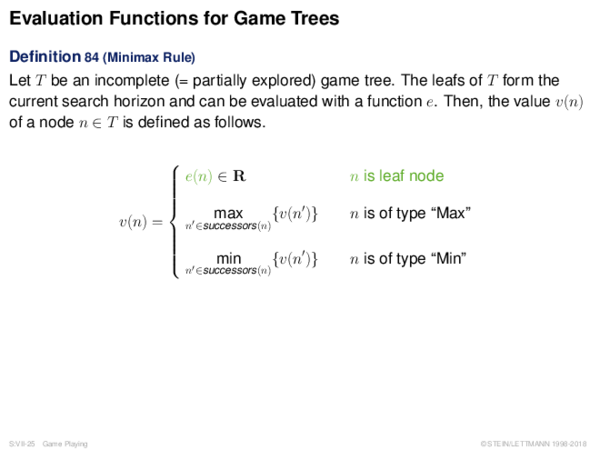 Evaluation Functions for Game Trees
Definition 84 (Minimax Rule)
Let T be an incomplete (= partially explored) game tree. The leafs of T form the
current search horizon and can be evaluated with a function e. Then, the value v(n)
of a node n ∈ T is defined as follows.
e(n) ∈ R n is leaf node
v(n) = { max {v(n′)} n is of type “Max”
n′∈successors(n)
min {v(n′)} n is of type “Min”
n′∈successors(n)
S:VII-25 Game Playing ©STEIN/LETTMANN 1998-2018